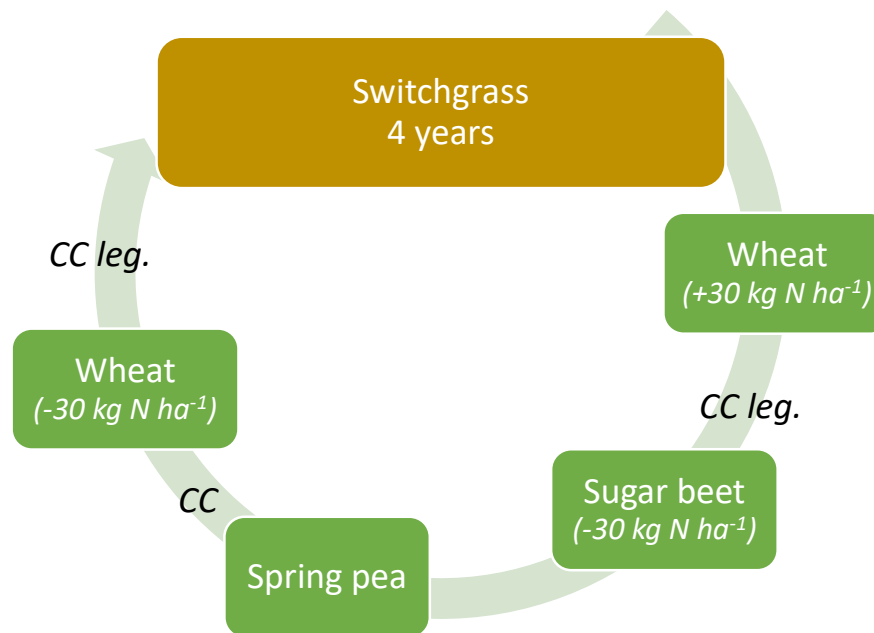 Switchgrass
4 years
Wheat
(+30 kg N ha⁻¹)
CC leg.
Sugar beet
(-30 kg N ha⁻¹)
Spring pea
CC
Wheat
(-30 kg N ha⁻¹)
CC leg.